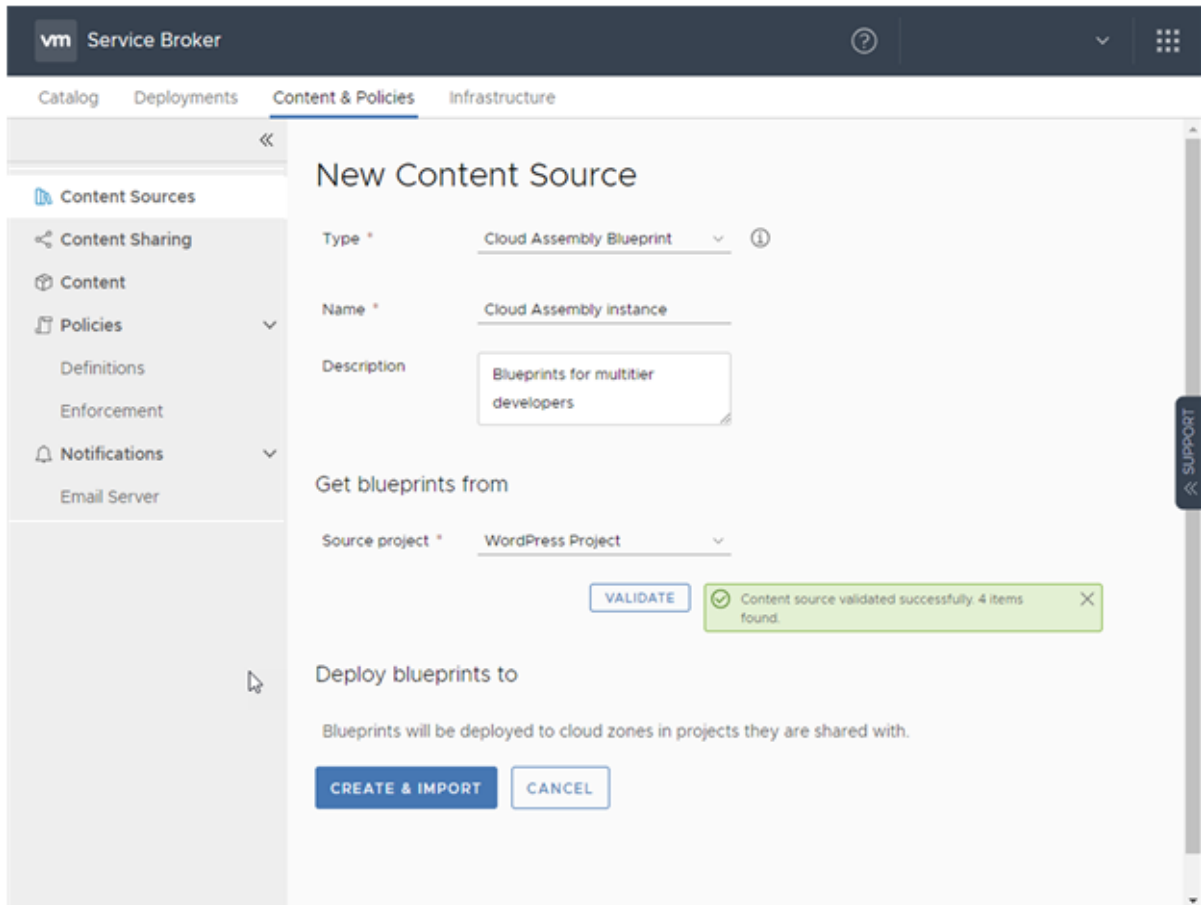 vm Service Broker
Catalog Deployments Content & Policies Infrastructure
Content Sources
Content Sharing
Content
Policies
Definitions
Enforcement
Notifications
Email Server
New Content Source
Type * Cloud Assembly Blueprint
Name * Cloud Assembly instance
Description Blueprints for multitier
developers
Get blueprints from
Source project * WordPress Project
VALIDATE Content source validated successfully. 4 items
found.
Deploy blueprints to
Blueprints will be deployed to cloud zones in projects they are shared with.
CREATE & IMPORT CANCEL
SUPPORT